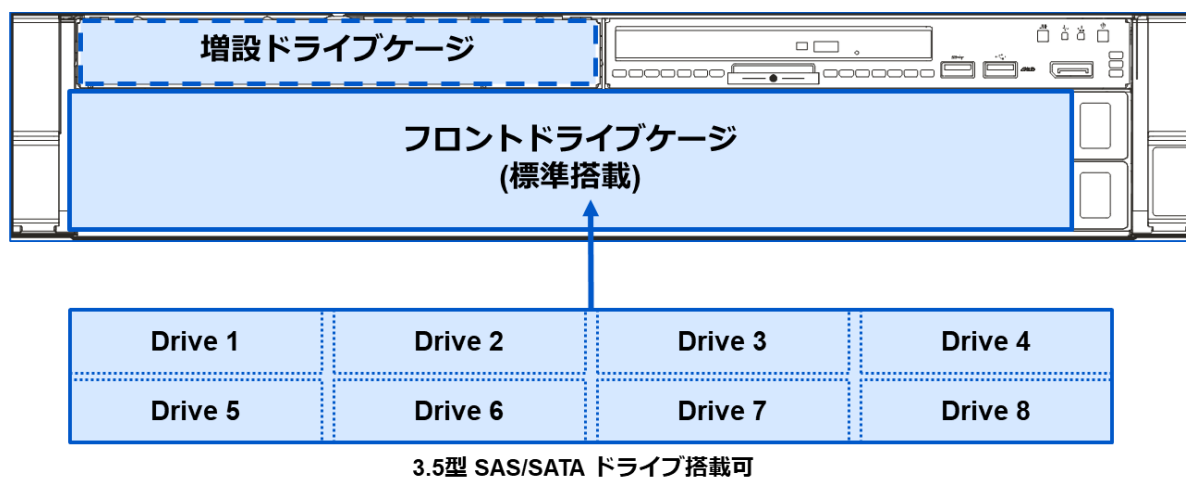 増設ドライブケージ
フロントドライブケージ
(標準搭載)
Drive 1
Drive 2
Drive 3
Drive 4
Drive 5
Drive 6
Drive 7
Drive 8
3.5型 SAS/SATA ドライブ搭載可